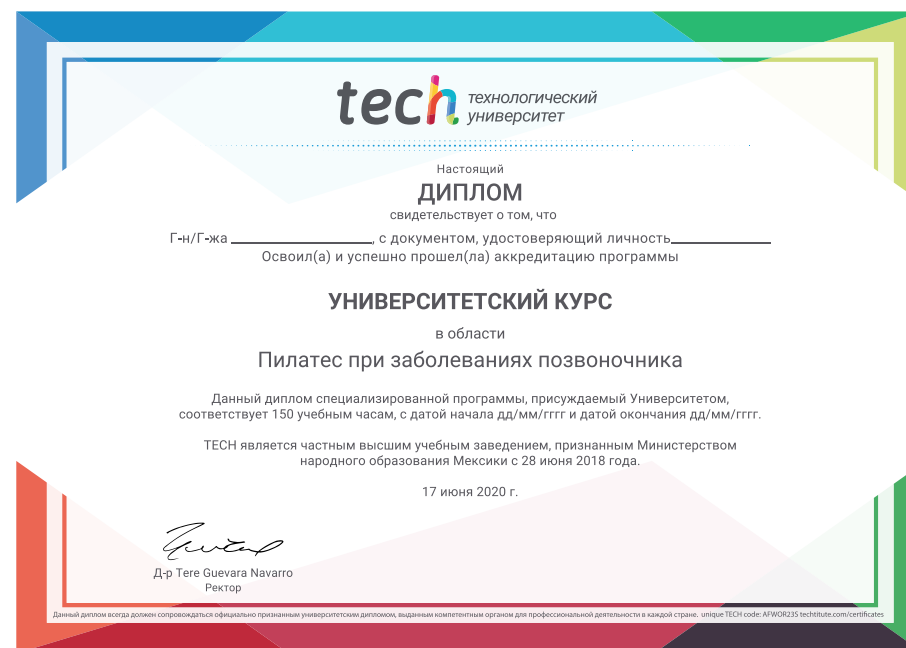 tech технологический
университет
Настоящий
ДИПЛОМ
свидетельствует о том, что
Г-н/Г-жа ____________, с документом, удостоверяющий личность____________
Освоил(а) и успешно прошел(ла) аккредитацию программы
УНИВЕРСИТЕТСКИЙ КУРС
в области
Пилатес при заболеваниях позвоночника
Данный диплом специализированной программы, присуждаемый Университетом,
соответствует 150 учебным часам, с датой начала дд/мм/гггг и датой окончания дд/мм/гггг.
TECH является частным высшим учебным заведением, признанным Министерством
народного образования Мексики с 28 июня 2018 года.
17 июня 2020 г.
Д-р Tere Guevara Navarro
Ректор
Данный диплом всегда должен сопровождаться официально признанным университетским дипломом, выданным компетентным органом для профессиональной деятельности в каждой стране. unique TECH code: AFWOR23S techtitute.com/certificates